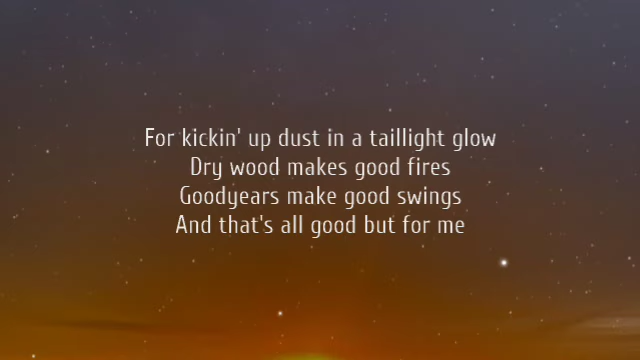 For kickin' up dust in a taillight glow
Dry wood makes good fires
Goodyears make good swings
And that's all good but for me